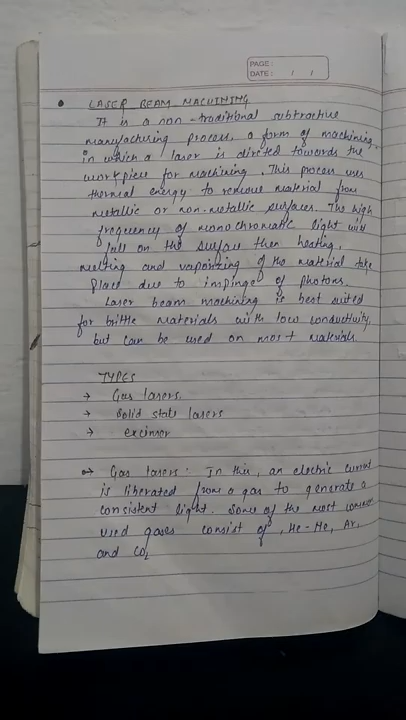 PAGE :
DATE : / /
• LASER BEAM MACHINING
It is a non-traditional subtractive
manufacturing process, a form of machining,
in which a laser is directed towards the
workpiece for machining. This process uses
thermal energy to remove material from
metallic or non-metallic surfaces. The high
frequency of monochromatic light will
fall on the surface then heating,
melting and vaporizing of the material take
place due to impinge of photons.
Laser beam machining is best suited
for brittle materials with low conductivity,
but can be used on most materials.
TYPES
→ Gas lasers.
→ Solid state lasers
→ excimer
⇒ Gas lasers: In this, an electric current
is liberated from a gas to generate a
consistent light. Some of the most common
used gases consist of, He-Ne, Ar,
and CO2